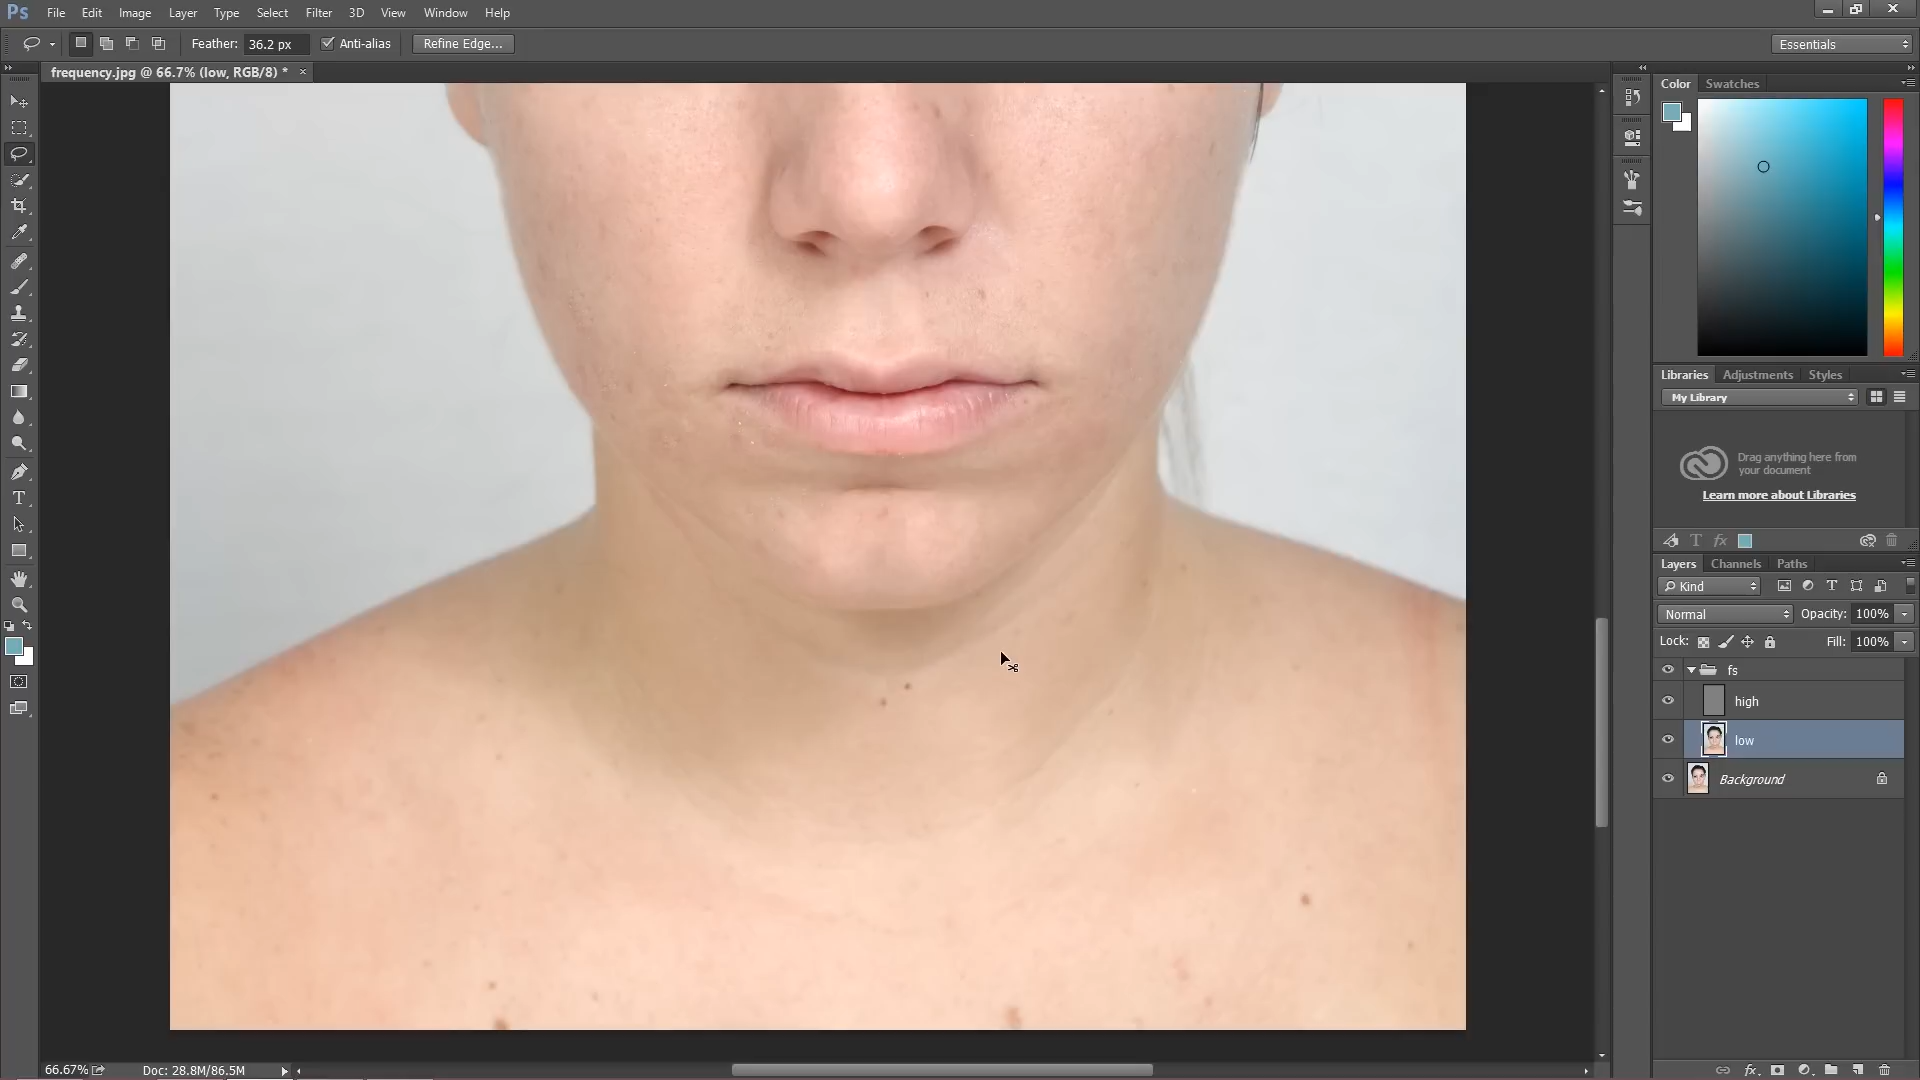 Ps File Edit Image Layer Type Select Filter 3D View Window Help
Feather: 36.2 px Anti-alias Refine Edge... Essentials
frequency.jpg @ 66.7% (low, RGB/8) * ×
Color Swatches
Libraries Adjustments Styles
My Library
Drag anything here from
your document
Learn more about Libraries
Layers Channels Paths
Kind
Normal Opacity: 100%
Lock: Fill: 100%
fs
high
low
Background
66.67% Doc: 28.8M/86.5M